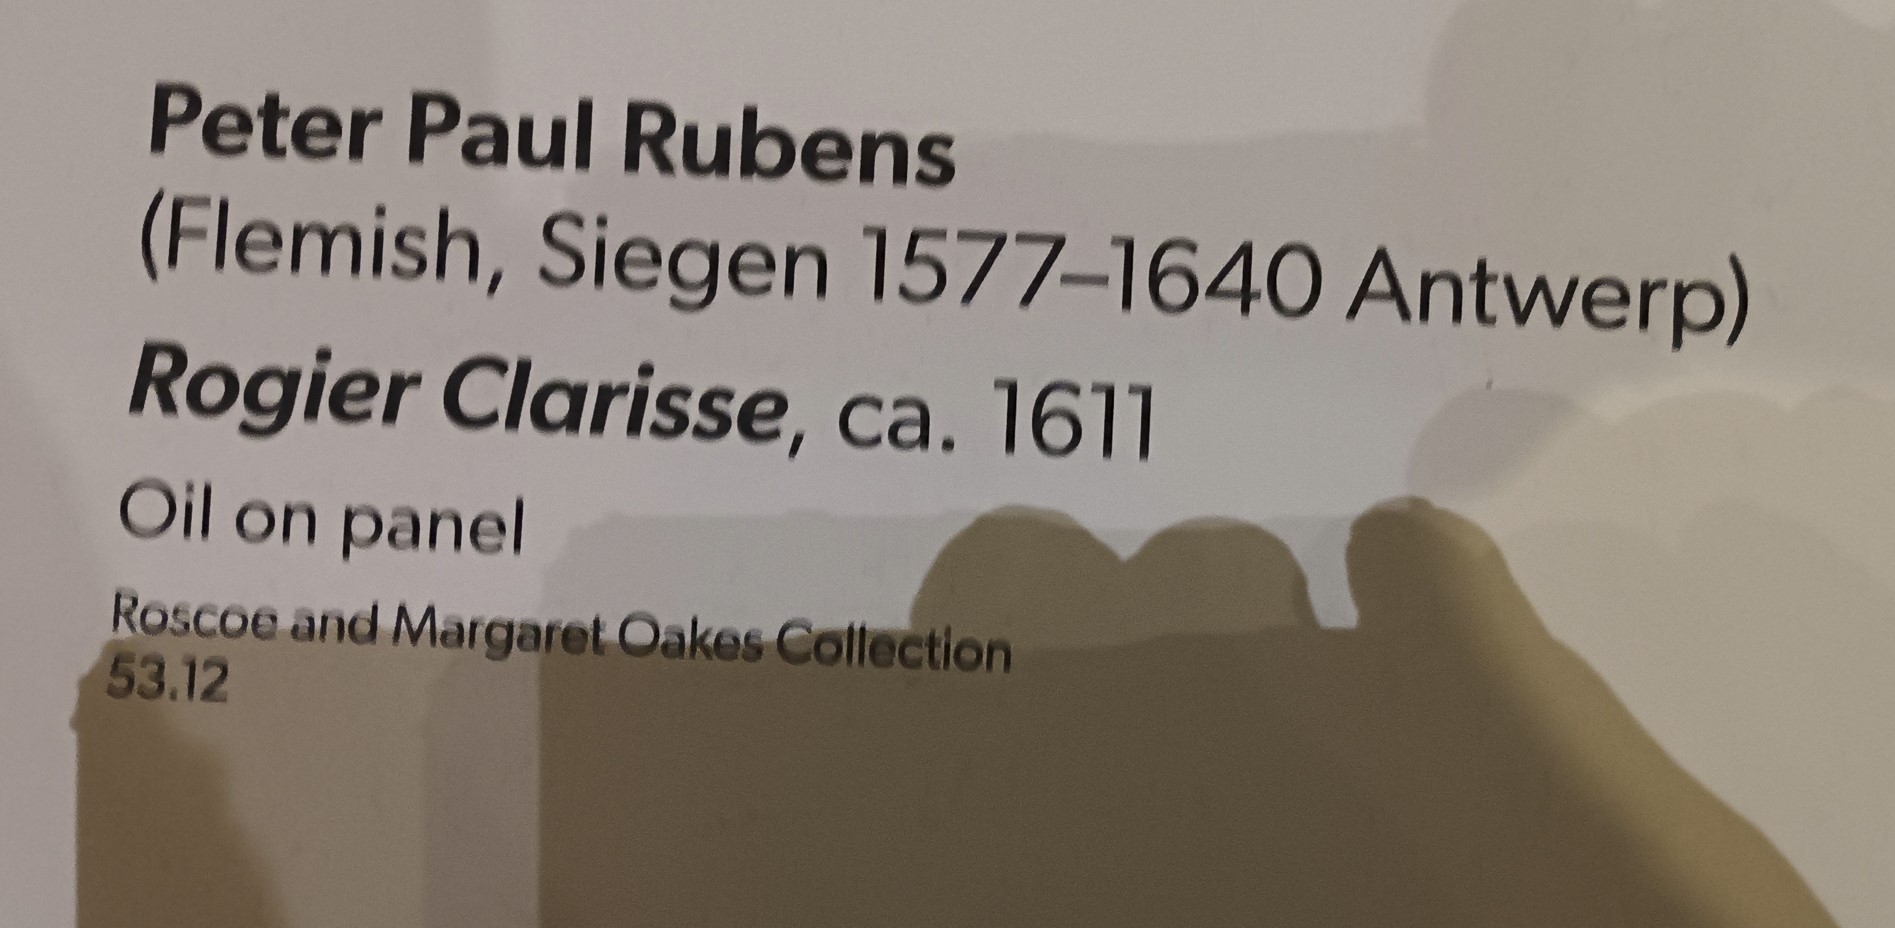 Peter Paul Rubens
(Flemish, Siegen 1577–1640 Antwerp)
Rogier Clarisse, ca. 1611
Oil on panel
Roscoe and Margaret Oakes Collection
53.12